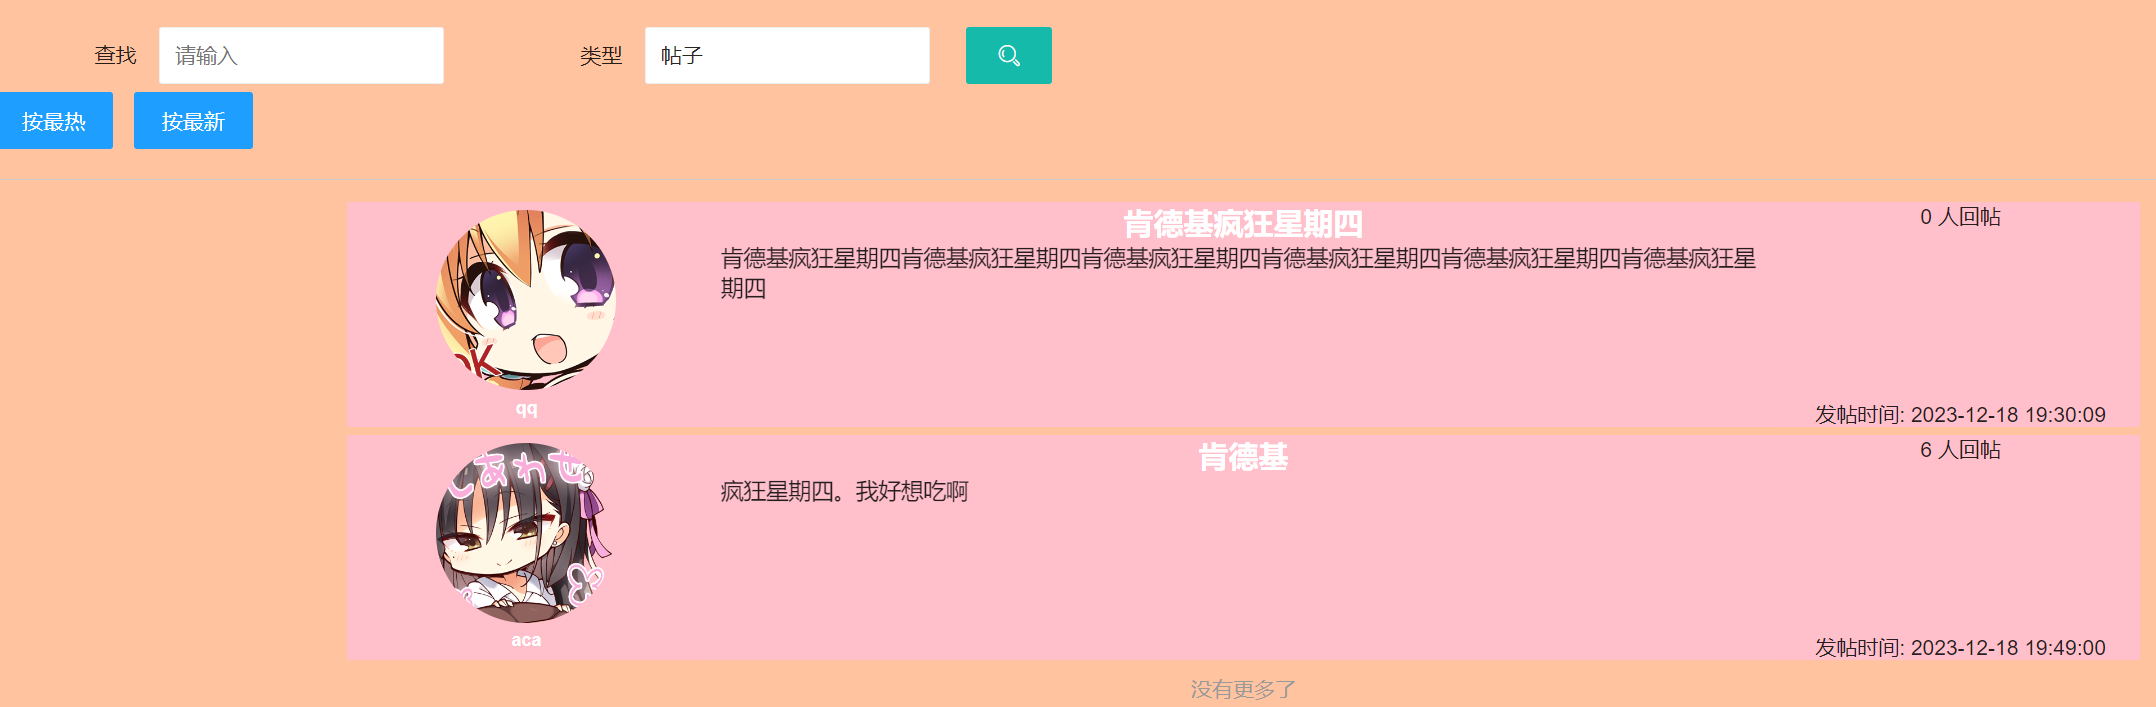 查找
请输入
类型
帖子
按最热
按最新
肯德基疯狂星期四
0 人回帖
肯德基疯狂星期四肯德基疯狂星期四肯德基疯狂星期四肯德基疯狂星期四肯德基疯狂星期四肯德基疯狂星
期四
qq
发帖时间: 2023-12-18 19:30:09
しあわせ
肯德基
6 人回帖
疯狂星期四。我好想吃啊
aca
发帖时间: 2023-12-18 19:49:00
没有更多了